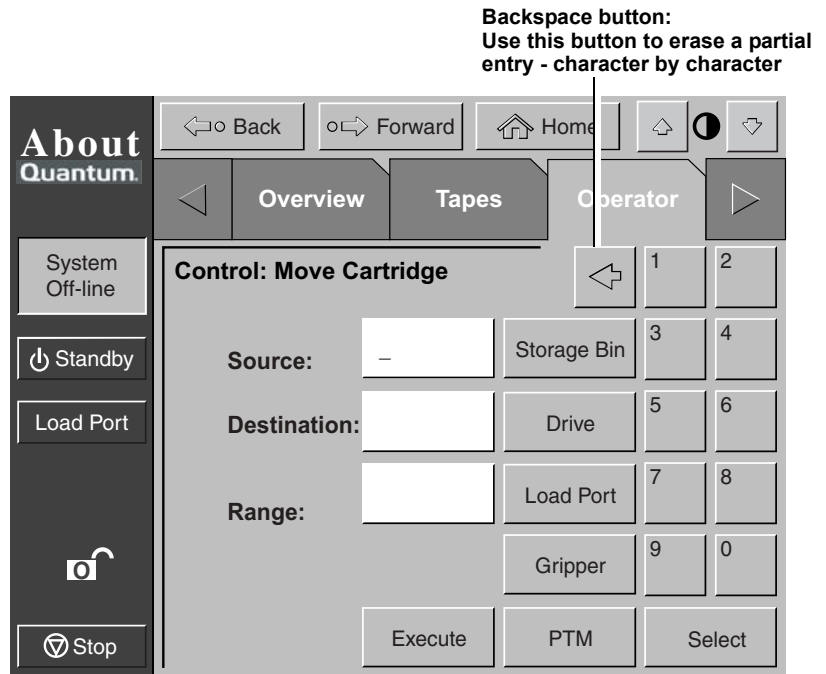 Backspace button:
Use this button to erase a partial
entry - character by character
About
Quantum.
Back
Forward
Home
Overview
Tapes
Operator
System
Off-line
Control: Move Cartridge
1
2
Standby
Source:
_
Storage Bin
3
4
Load Port
Destination:
Drive
5
6
Range:
Load Port
7
8
Gripper
9
0
Stop
Execute
PTM
Select